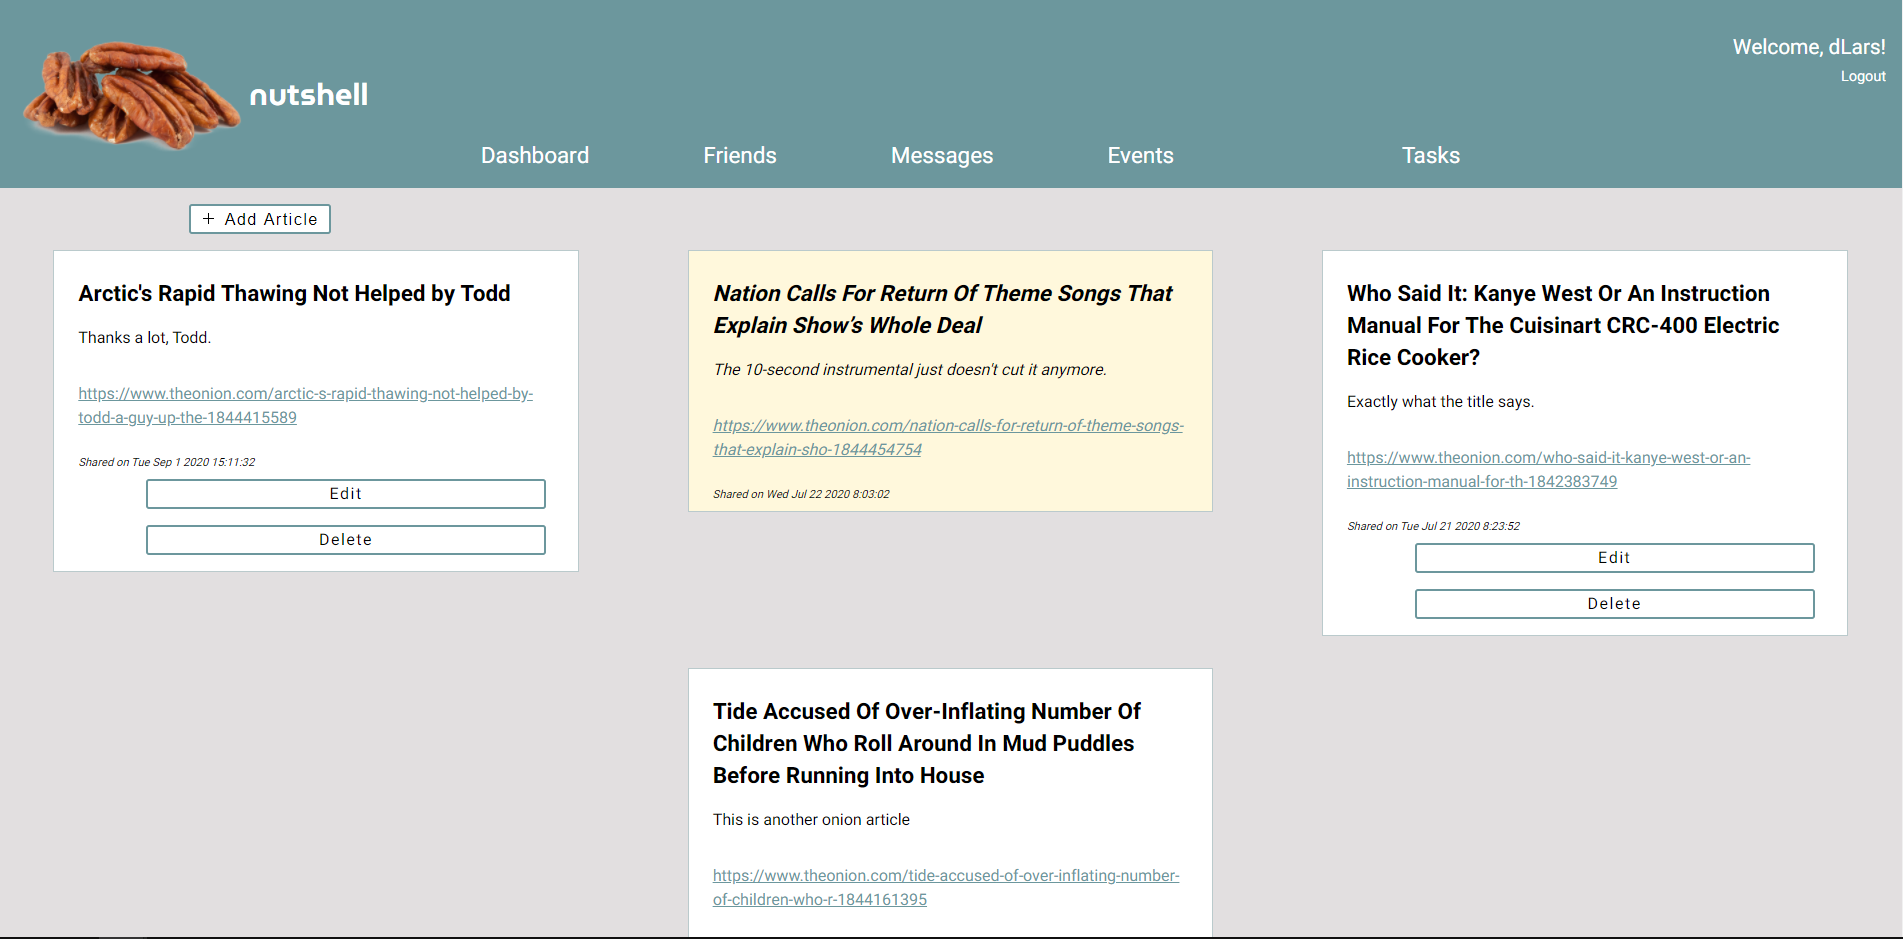 Welcome, dLars!
Logout
nutshell
Dashboard Friends Messages Events Tasks
+ Add Article
Arctic's Rapid Thawing Not Helped by Todd
Thanks a lot, Todd.
https://www.theonion.com/arctic-s-rapid-thawing-not-helped-by-
todd-a-guy-up-the-1844415589
Shared on Tue Sep 1 2020 15:11:32
Edit
Delete
Nation Calls For Return Of Theme Songs That
Explain Show’s Whole Deal
The 10-second instrumental just doesn't cut it anymore.
https://www.theonion.com/nation-calls-for-return-of-theme-songs-
that-explain-sho-1844454754
Shared on Wed Jul 22 2020 8:03:02
Who Said It: Kanye West Or An Instruction
Manual For The Cuisinart CRC-400 Electric
Rice Cooker?
Exactly what the title says.
https://www.theonion.com/who-said-it-kanye-west-or-an-
instruction-manual-for-th-1842383749
Shared on Tue Jul 21 2020 8:23:52
Edit
Delete
Tide Accused Of Over-Inflating Number Of
Children Who Roll Around In Mud Puddles
Before Running Into House
This is another onion article
https://www.theonion.com/tide-accused-of-over-inflating-number-
of-children-who-r-1844161395